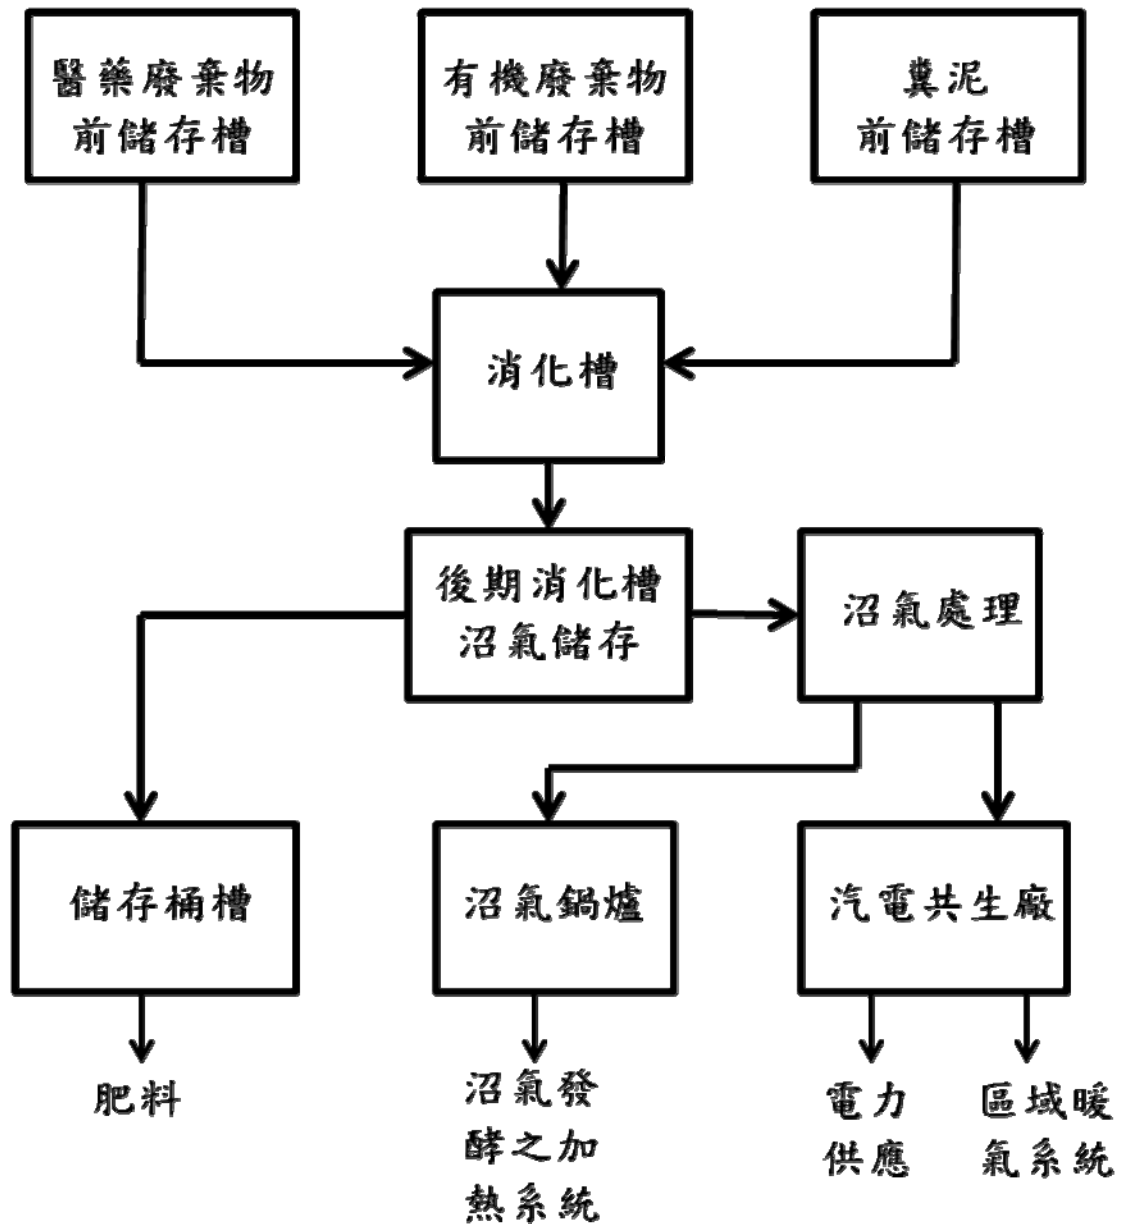 醫藥廢棄物
前儲存槽
有機廢棄物
前儲存槽
糞泥
前儲存槽
消化槽
後期消化槽
沼氣儲存
沼氣處理
儲存桶槽
沼氣鍋爐
汽電共生廠
肥料
沼氣發
酵之加
熱系統
電力
供應
區域暖
氣系統